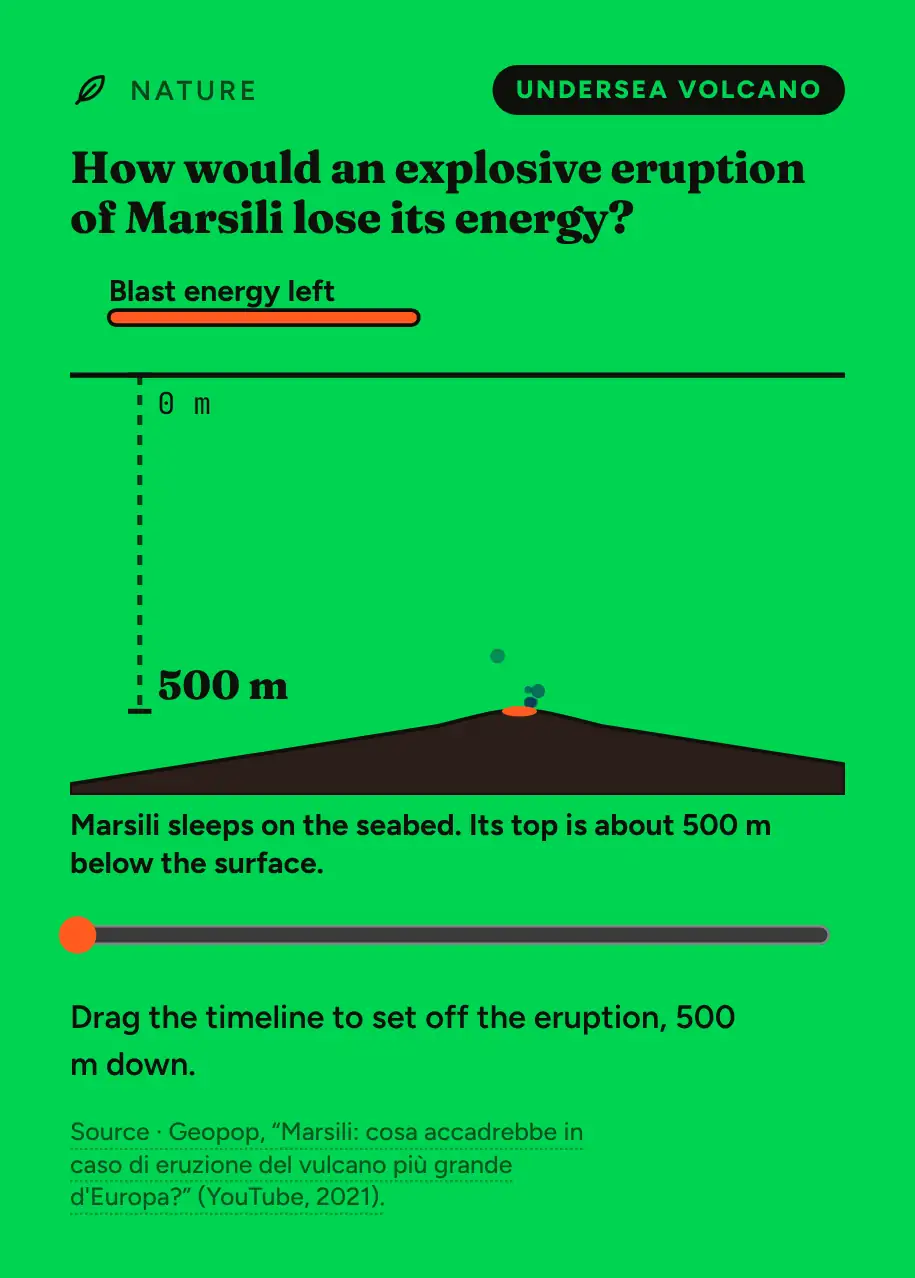 NATURE
UNDERSEA VOLCANO
How would an explosive eruption
of Marsili lose its energy?
Blast energy left
0 m
500 m
Marsili sleeps on the seabed. Its top is about 500 m
below the surface.
Drag the timeline to set off the eruption, 500
m down.
Source · Geopop, “Marsili: cosa accadrebbe in
caso di eruzione del vulcano più grande
d'Europa?” (YouTube, 2021).